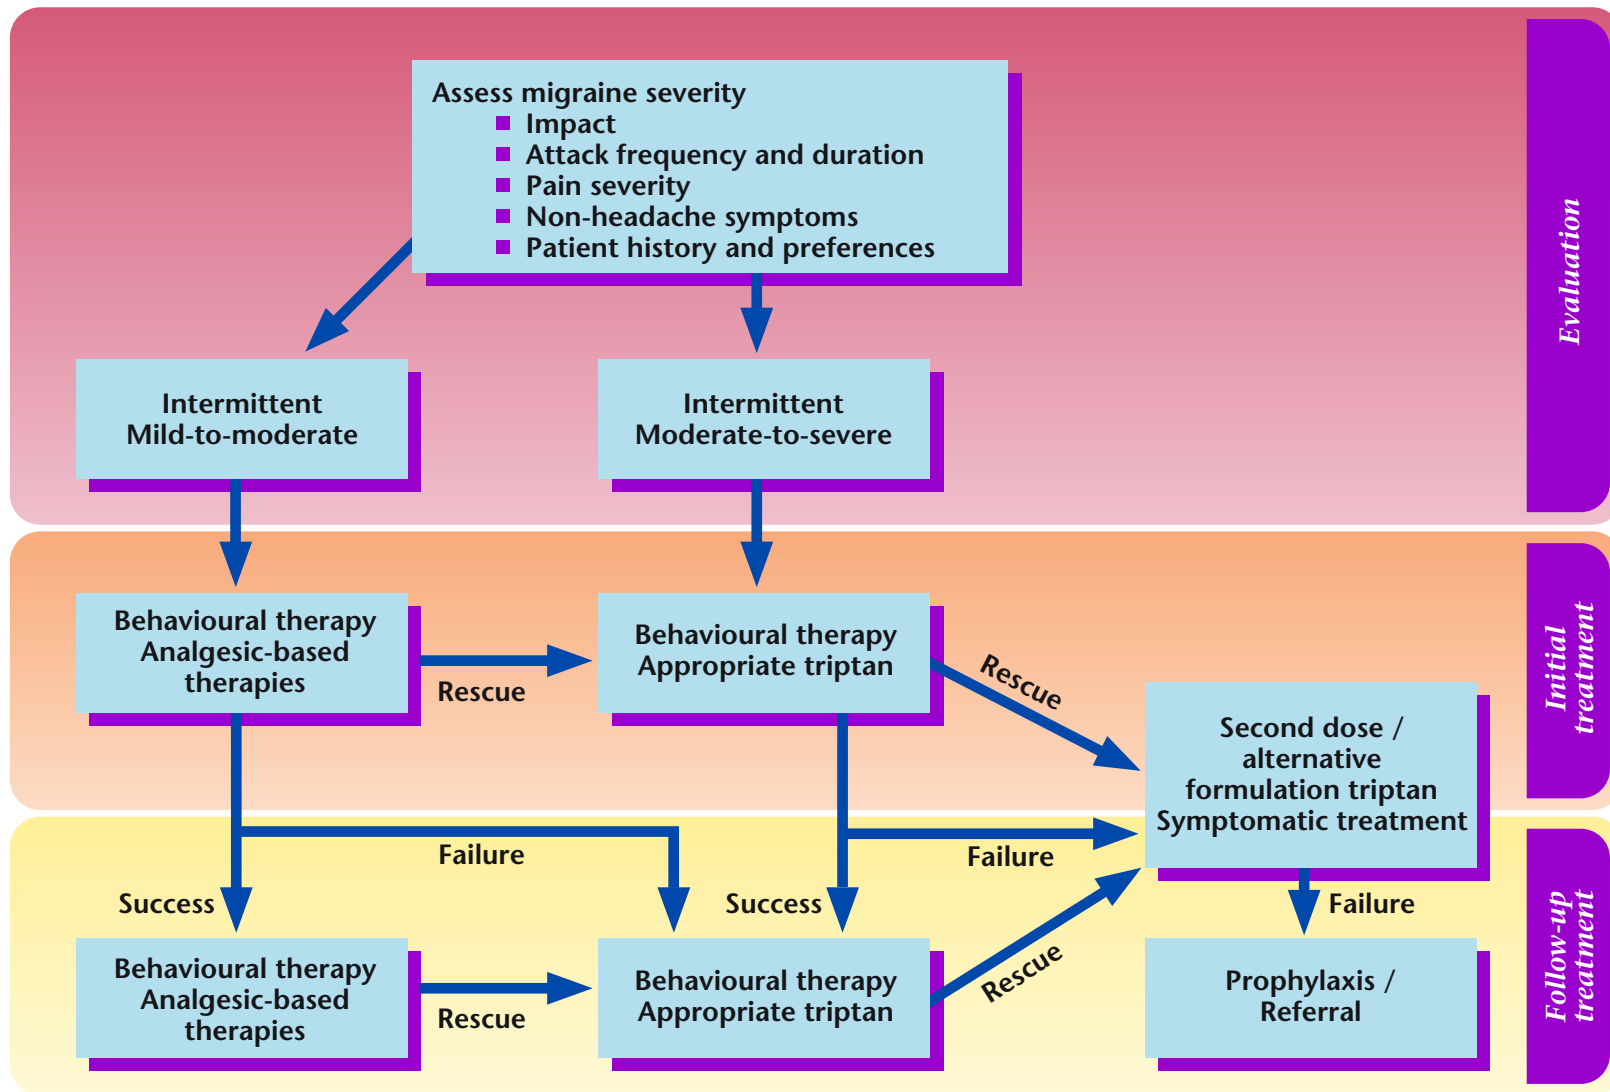 Assess migraine severity
Impact
Attack frequency and duration
Pain severity
Non-headache symptoms
Patient history and preferences
Evaluation
Intermittent
Mild-to-moderate
Intermittent
Moderate-to-severe
Behavioural therapy
Analgesic-based
therapies
Rescue
Behavioural therapy
Appropriate triptan
Rescue
Second dose /
alternative
formulation triptan
Symptomatic treatment
Initial
treatment
Failure
Success
Failure
Success
Failure
Behavioural therapy
Analgesic-based
therapies
Rescue
Behavioural therapy
Appropriate triptan
Rescue
Prophylaxis /
Referral
Follow-up
treatment